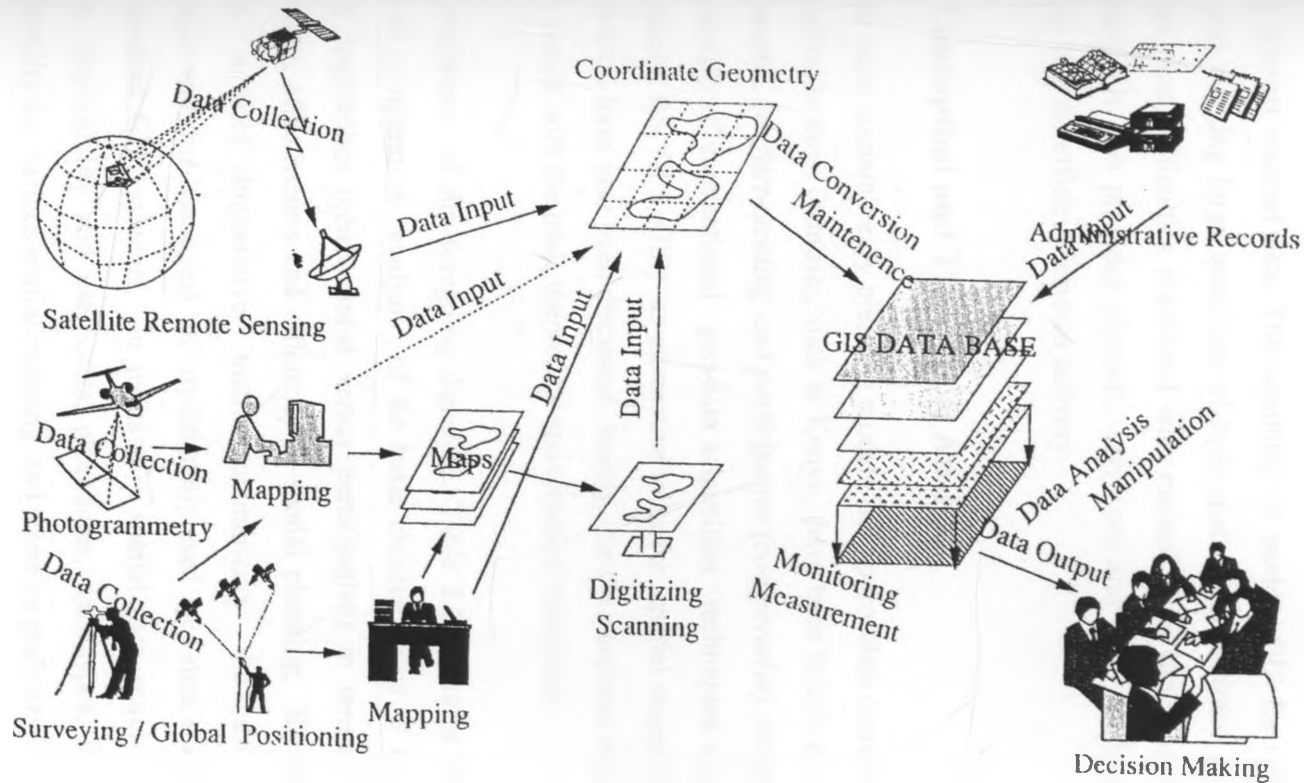 Data Collection
Satellite Remote Sensing
Data Input
Coordinate Geometry
Data Conversion
Maintenence
Data Input
Administrative Records
Data Input
Data Input
Data Input
GIS DATA BASE
Data Collection
Photogrammetry
Mapping
Maps
Digitizing
Scanning
Data Collection
Surveying / Global Positioning
Mapping
Monitoring
Measurement
Data Analysis
Manipulation
Data Output
Decision Making